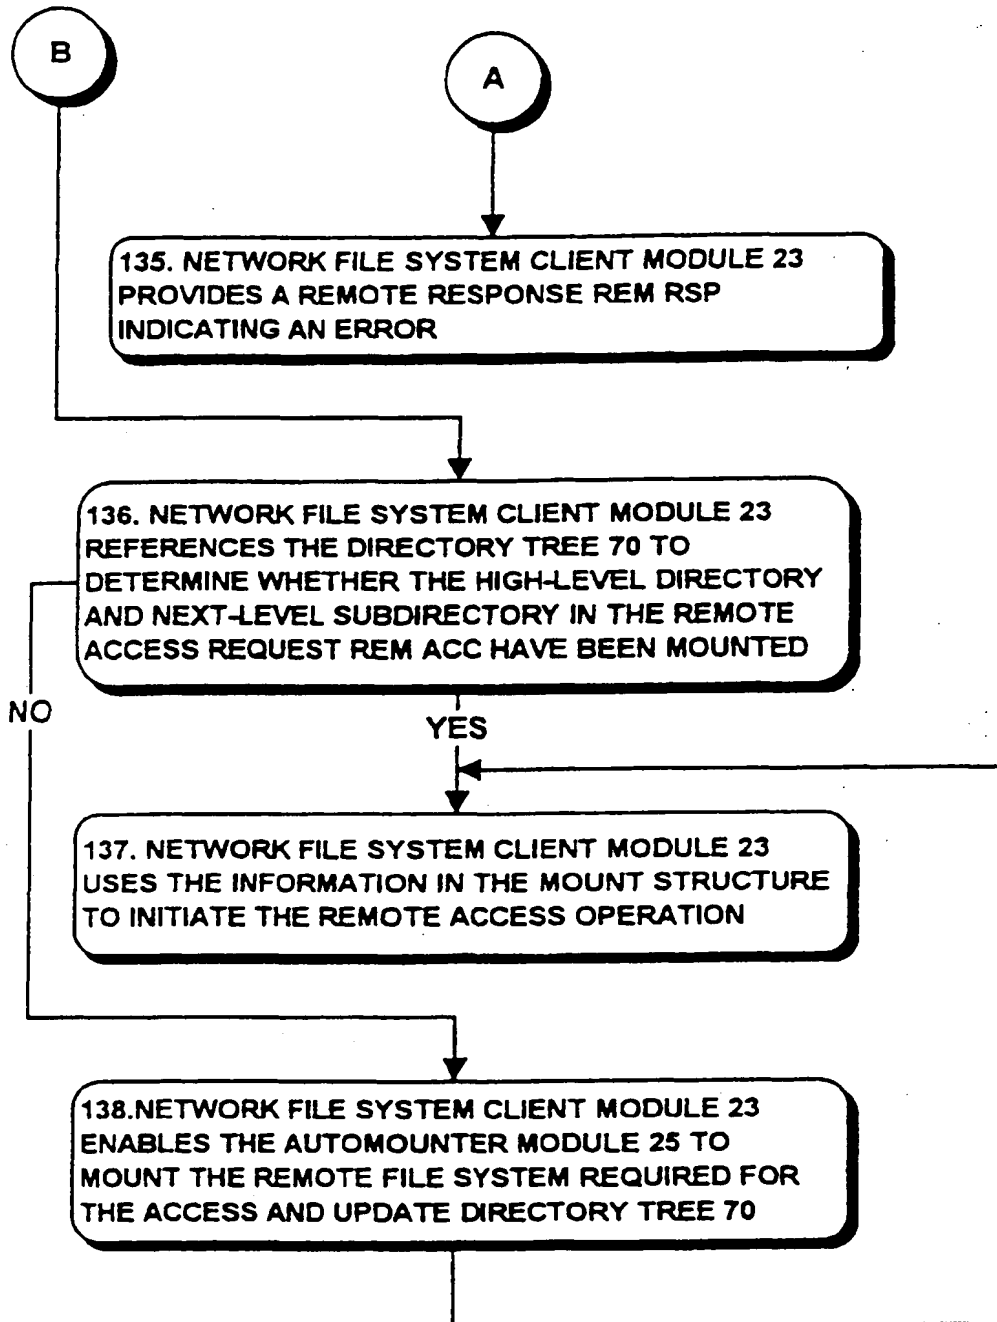 B
A
135. NETWORK FILE SYSTEM CLIENT MODULE 23
PROVIDES A REMOTE RESPONSE REM RSP
INDICATING AN ERROR
136. NETWORK FILE SYSTEM CLIENT MODULE 23
REFERENCES THE DIRECTORY TREE 70 TO
DETERMINE WHETHER THE HIGH-LEVEL DIRECTORY
AND NEXT-LEVEL SUBDIRECTORY IN THE REMOTE
ACCESS REQUEST REM ACC HAVE BEEN MOUNTED
NO
YES
137. NETWORK FILE SYSTEM CLIENT MODULE 23
USES THE INFORMATION IN THE MOUNT STRUCTURE
TO INITIATE THE REMOTE ACCESS OPERATION
138.NETWORK FILE SYSTEM CLIENT MODULE 23
ENABLES THE AUTOMOUNTER MODULE 25 TO
MOUNT THE REMOTE FILE SYSTEM REQUIRED FOR
THE ACCESS AND UPDATE DIRECTORY TREE 70